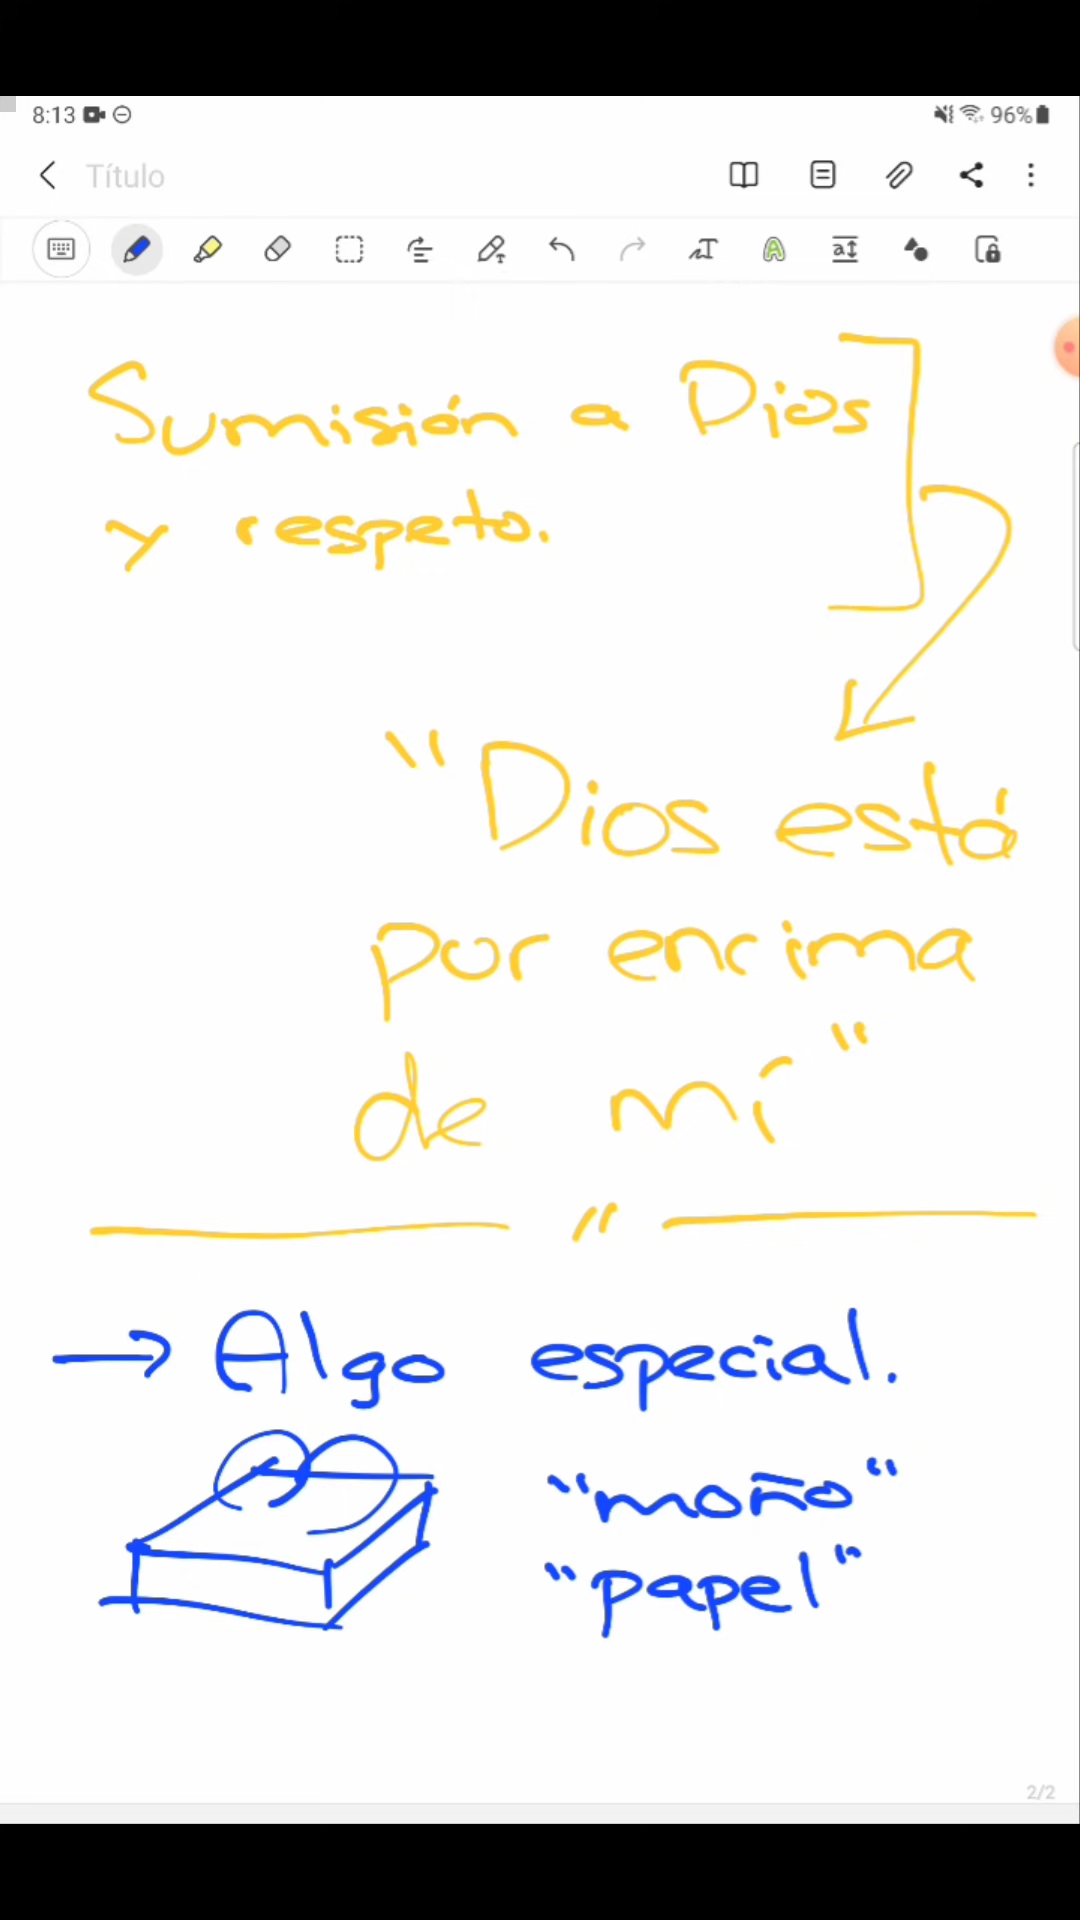 8:13
96%
Título
Sumisión a Dios
y respeto.
"Dios está
por encima
de mí"
"
→ Algo especial.
"moño"
"papel"
2/2